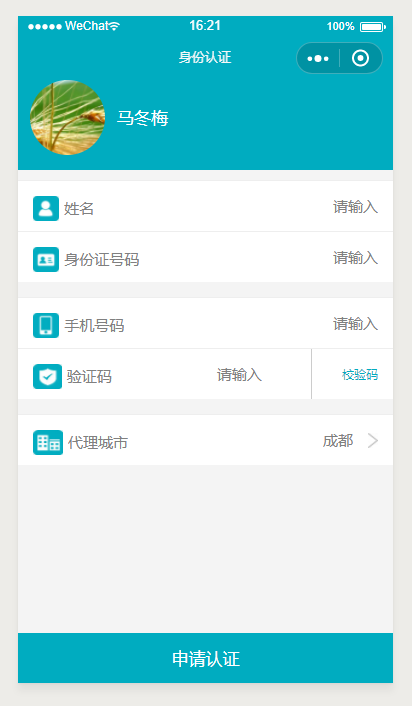 WeChat 16:21 100%
身份认证
马冬梅
姓名 请输入
身份证号码 请输入
手机号码 请输入
验证码 请输入 校验码
代理城市 成都
申请认证